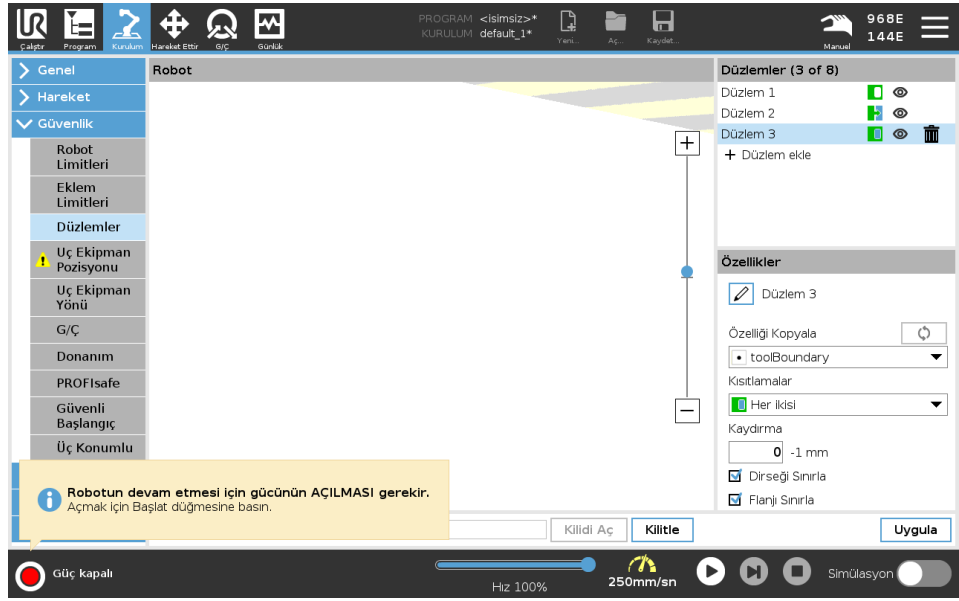 PROGRAM <isimsiz>*
KURULUM default_1*
Çalıştır
Program
Kurulum
Hareket Ettir
G/Ç
Günlük
Yeni...
Aç...
Kaydet...
Manuel
968E
144E
Genel
Hareket
Güvenlik
Robot
Limitleri
Eklem
Limitleri
Düzlemler
Uç Ekipman
Pozisyonu
Uç Ekipman
Yönü
G/Ç
Donanım
PROFIsafe
Güvenli
Başlangıç
Üç Konumlu
Robot
Düzlemler (3 of 8)
Düzlem 1
Düzlem 2
Düzlem 3
+ Düzlem ekle
Özellikler
Düzlem 3
Özelliği Kopyala
toolBoundary
Kısıtlamalar
Her ikisi
Kaydırma
0 -1 mm
Dirseği Sınırla
Flanjı Sınırla
Robotun devam etmesi için gücünün AÇILMASI gerekir.
Açmak için Başlat düğmesine basın.
Kilidi Aç
Kilitle
Uygula
Güç kapalı
Hız 100%
250mm/sn
Simülasyon